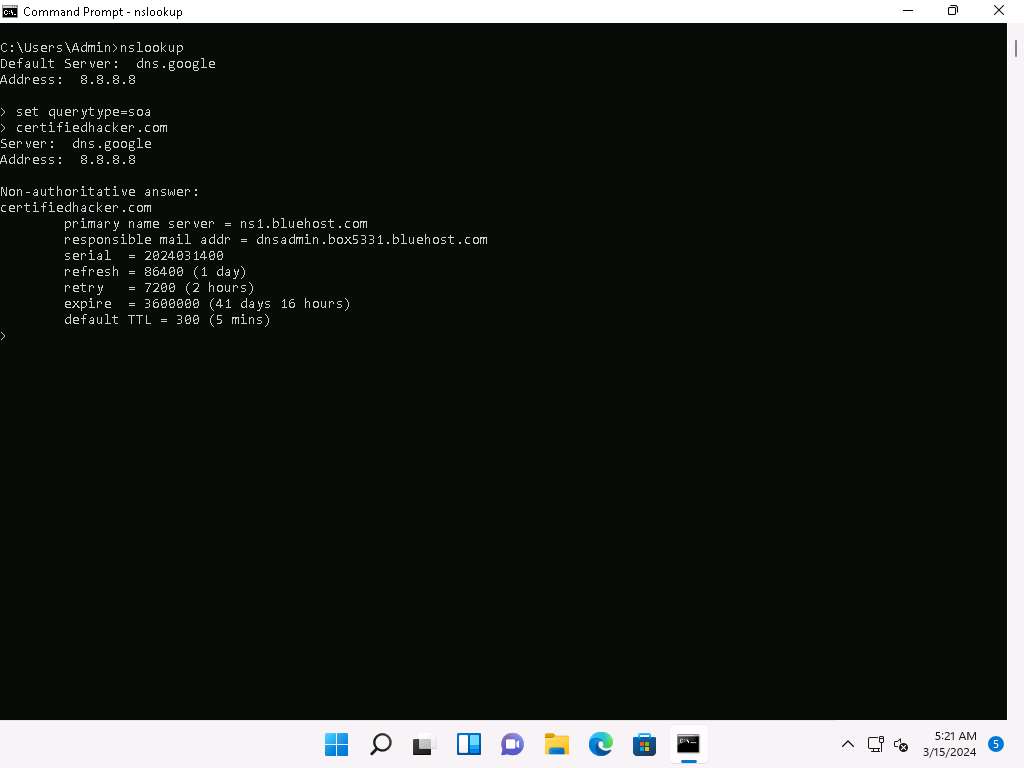 Command Prompt - nslookup
C:\Users\Admin>nslookup
Default Server:  dns.google
Address:  8.8.8.8
> set querytype=soa
> certifiedhacker.com
Server:  dns.google
Address:  8.8.8.8
Non-authoritative answer:
certifiedhacker.com
        primary name server = ns1.bluehost.com
        responsible mail addr = dnsadmin.box5331.bluehost.com
        serial  = 2024031400
        refresh = 86400 (1 day)
        retry   = 7200 (2 hours)
        expire  = 3600000 (41 days 16 hours)
        default TTL = 300 (5 mins)
>
5:21 AM
3/15/2024
5